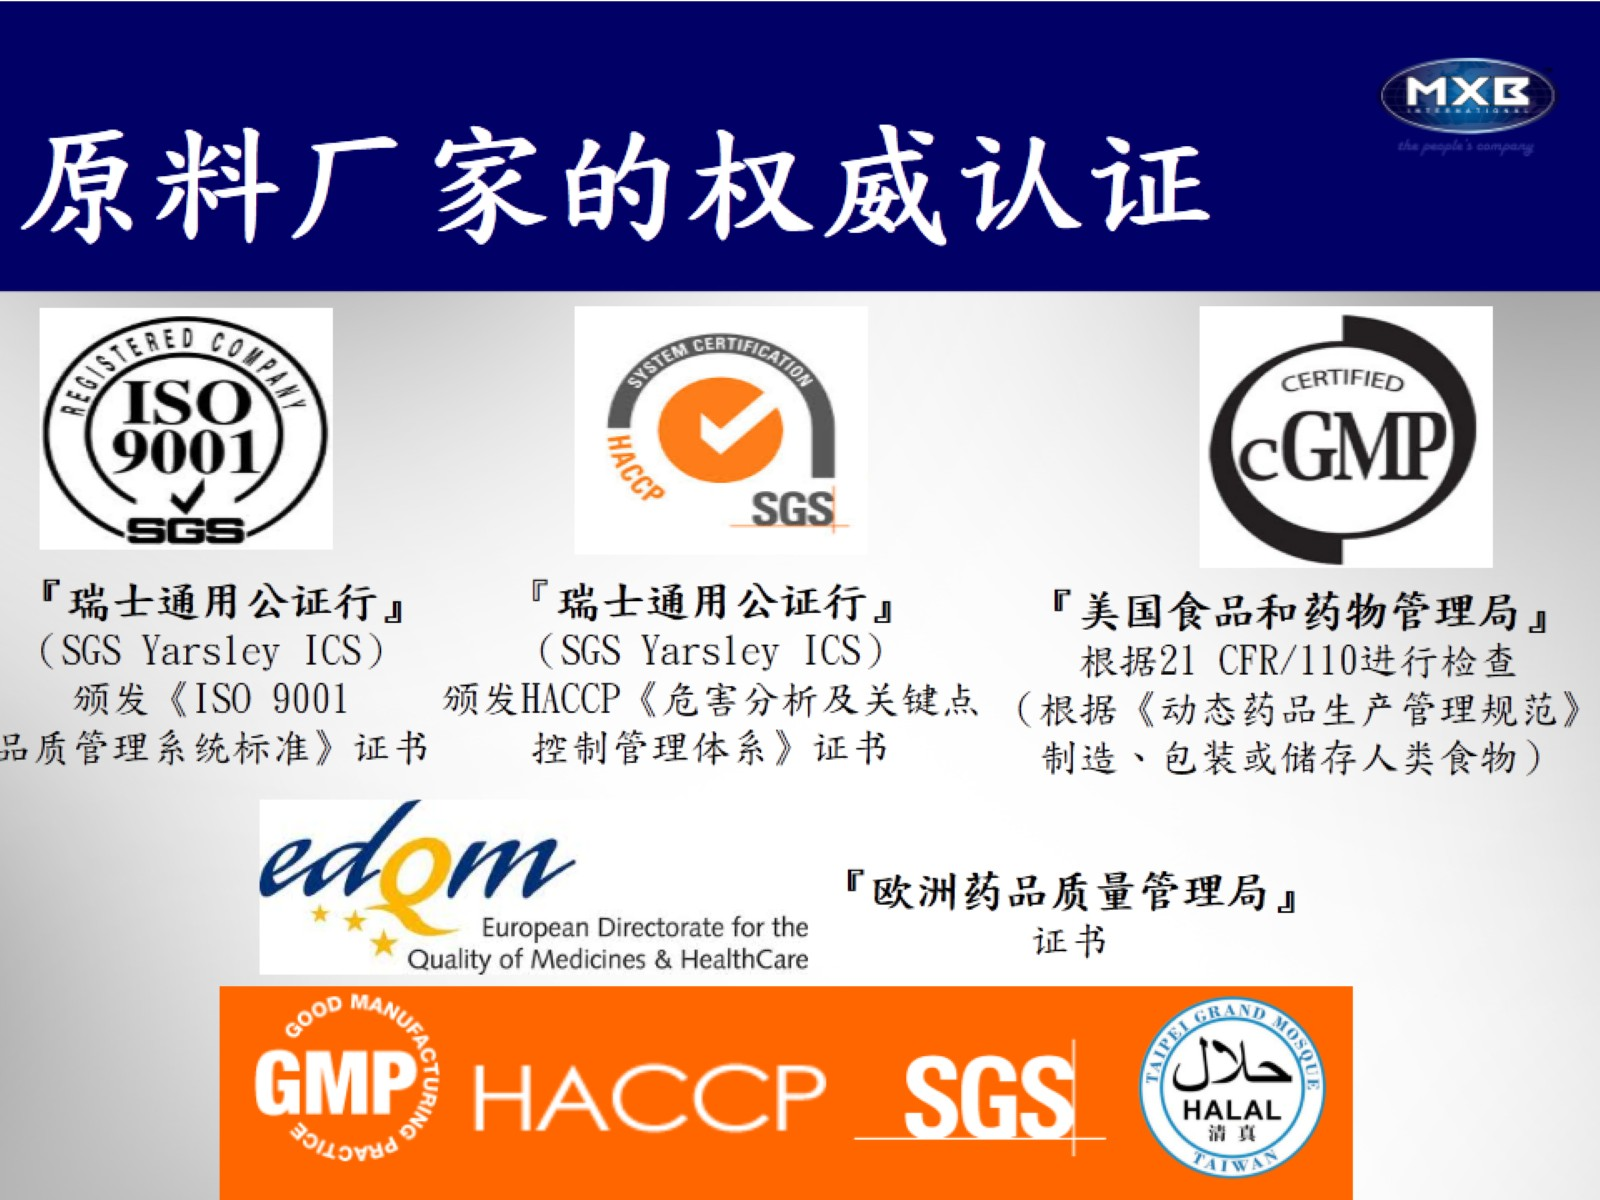 MXB
INTERNATIONAL
the people's company
原料厂家的权威认证
REGISTERED COMPANY
ISO
9001
SGS
SYSTEM CERTIFICATION
HACCP
SGS
CERTIFIED
cGMP
『瑞士通用公证行』
（SGS Yarsley ICS）
颁发《ISO 9001
品质管理系统标准》证书
『瑞士通用公证行』
（SGS Yarsley ICS）
颁发HACCP《危害分析及关键点
控制管理体系》证书
『美国食品和药物管理局』
根据21 CFR/110进行检查
（根据《动态药品生产管理规范》
制造、包装或储存人类食物）
edQm
European Directorate for the
Quality of Medicines & HealthCare
『欧洲药品质量管理局』
证书
GOOD MANUFACTURING PRACTICE
GMP
HACCP
SGS
TAIPEI GRAND MOSQUE
حلال
HALAL
清真
TAIWAN